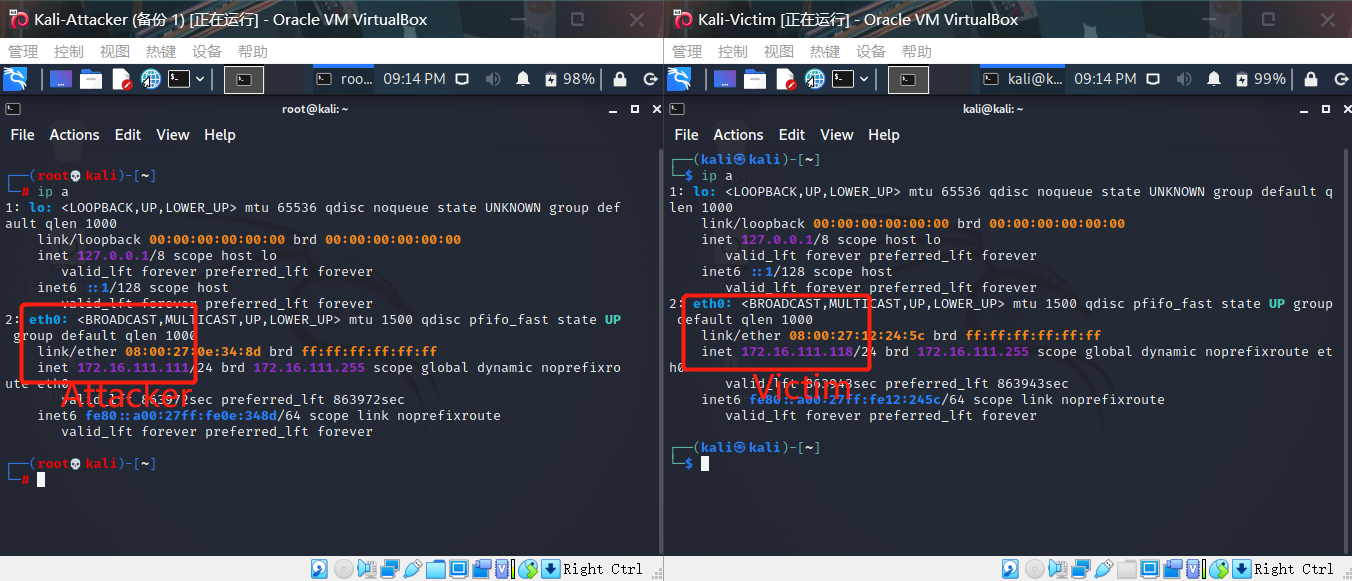 Kali-Attacker (备份 1) [正在运行] - Oracle VM VirtualBox
管理 控制 视图 热键 设备 帮助
roo... 09:14 PM 98%
root@kali: ~
File Actions Edit View Help
┌──(root💀kali)-[~]
└─# ip a
1: lo: <LOOPBACK,UP,LOWER_UP> mtu 65536 qdisc noqueue state UNKNOWN group def
ault qlen 1000
link/loopback 00:00:00:00:00:00 brd 00:00:00:00:00:00
inet 127.0.0.1/8 scope host lo
valid_lft forever preferred_lft forever
inet6 ::1/128 scope host
valid_lft forever preferred_lft forever
2: eth0: <BROADCAST,MULTICAST,UP,LOWER_UP> mtu 1500 qdisc pfifo_fast state UP
group default qlen 1000
link/ether 08:00:27:0e:34:8d brd ff:ff:ff:ff:ff:ff
inet 172.16.111.111/24 brd 172.16.111.255 scope global dynamic noprefixro
ute eth0
Attacker
valid_lft 863972sec preferred_lft 863972sec
inet6 fe80::a00:27ff:fe0e:348d/64 scope link noprefixroute
valid_lft forever preferred_lft forever
┌──(root💀kali)-[~]
└─#
Right Ctrl
Kali-Victim [正在运行] - Oracle VM VirtualBox
管理 控制 视图 热键 设备 帮助
kali@k... 09:14 PM 99%
kali@kali: ~
File Actions Edit View Help
┌──(kali㉿kali)-[~]
└─$ ip a
1: lo: <LOOPBACK,UP,LOWER_UP> mtu 65536 qdisc noqueue state UNKNOWN group default q
len 1000
link/loopback 00:00:00:00:00:00 brd 00:00:00:00:00:00
inet 127.0.0.1/8 scope host lo
valid_lft forever preferred_lft forever
inet6 ::1/128 scope host
valid_lft forever preferred_lft forever
2: eth0: <BROADCAST,MULTICAST,UP,LOWER_UP> mtu 1500 qdisc pfifo_fast state UP group
default qlen 1000
link/ether 08:00:27:12:24:5c brd ff:ff:ff:ff:ff:ff
inet 172.16.111.118/24 brd 172.16.111.255 scope global dynamic noprefixroute et
h0
Victim
valid_lft 863943sec preferred_lft 863943sec
inet6 fe80::a00:27ff:fe12:245c/64 scope link noprefixroute
valid_lft forever preferred_lft forever
┌──(kali㉿kali)-[~]
└─$
Right Ctrl